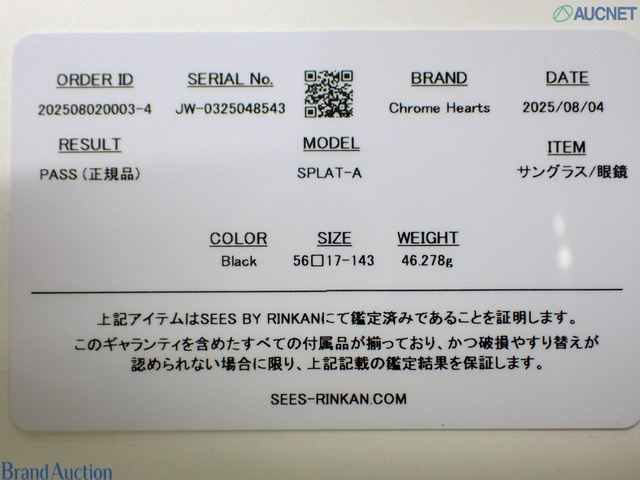 AUCNET
ORDER ID SERIAL No. BRAND DATE
202508020003-4 JW-0325048543 Chrome Hearts 2025/08/04
RESULT MODEL ITEM
PASS (正規品) SPLAT-A サングラス/眼鏡
COLOR SIZE WEIGHT
Black 56□17-143 46.278g
上記アイテムはSEES BY RINKANにて鑑定済みであることを証明します。
このギャランティを含めたすべての付属品が揃っており、かつ破損やすり替えが
認められない場合に限り、上記記載の鑑定結果を保証します。
SEES-RINKAN.COM
Brand Auction